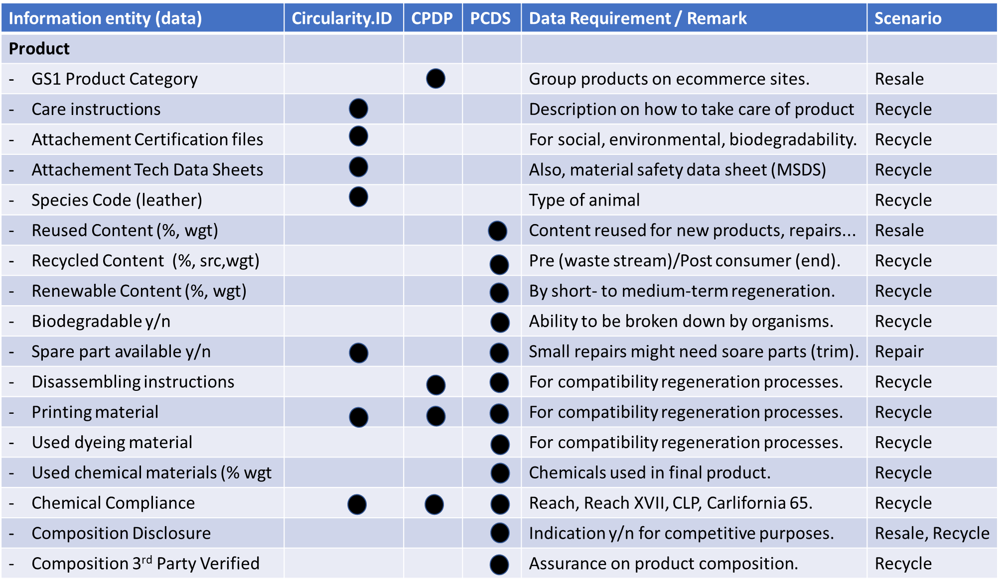 Information entity (data) Circularity.ID CPDP PCDS Data Requirement / Remark Scenario
Product
- GS1 Product Category Group products on ecommerce sites. Resale
- Care instructions Description on how to take care of product Recycle
- Attachement Certification files For social, environmental, biodegradability. Recycle
- Attachement Tech Data Sheets Also, material safety data sheet (MSDS) Recycle
- Species Code (leather) Type of animal Recycle
- Reused Content (%, wgt) Content reused for new products, repairs... Resale
- Recycled Content (%, src,wgt) Pre (waste stream)/Post consumer (end). Recycle
- Renewable Content (%, wgt) By short- to medium-term regeneration. Recycle
- Biodegradable y/n Ability to be broken down by organisms. Recycle
- Spare part available y/n Small repairs might need soare parts (trim). Repair
- Disassembling instructions For compatibility regeneration processes. Recycle
- Printing material For compatibility regeneration processes. Recycle
- Used dyeing material For compatibility regeneration processes. Recycle
- Used chemical materials (% wgt Chemicals used in final product. Recycle
- Chemical Compliance Reach, Reach XVII, CLP, Carlifornia 65. Recycle
- Composition Disclosure Indication y/n for competitive purposes. Resale, Recycle
- Composition 3rd Party Verified Assurance on product composition. Recycle